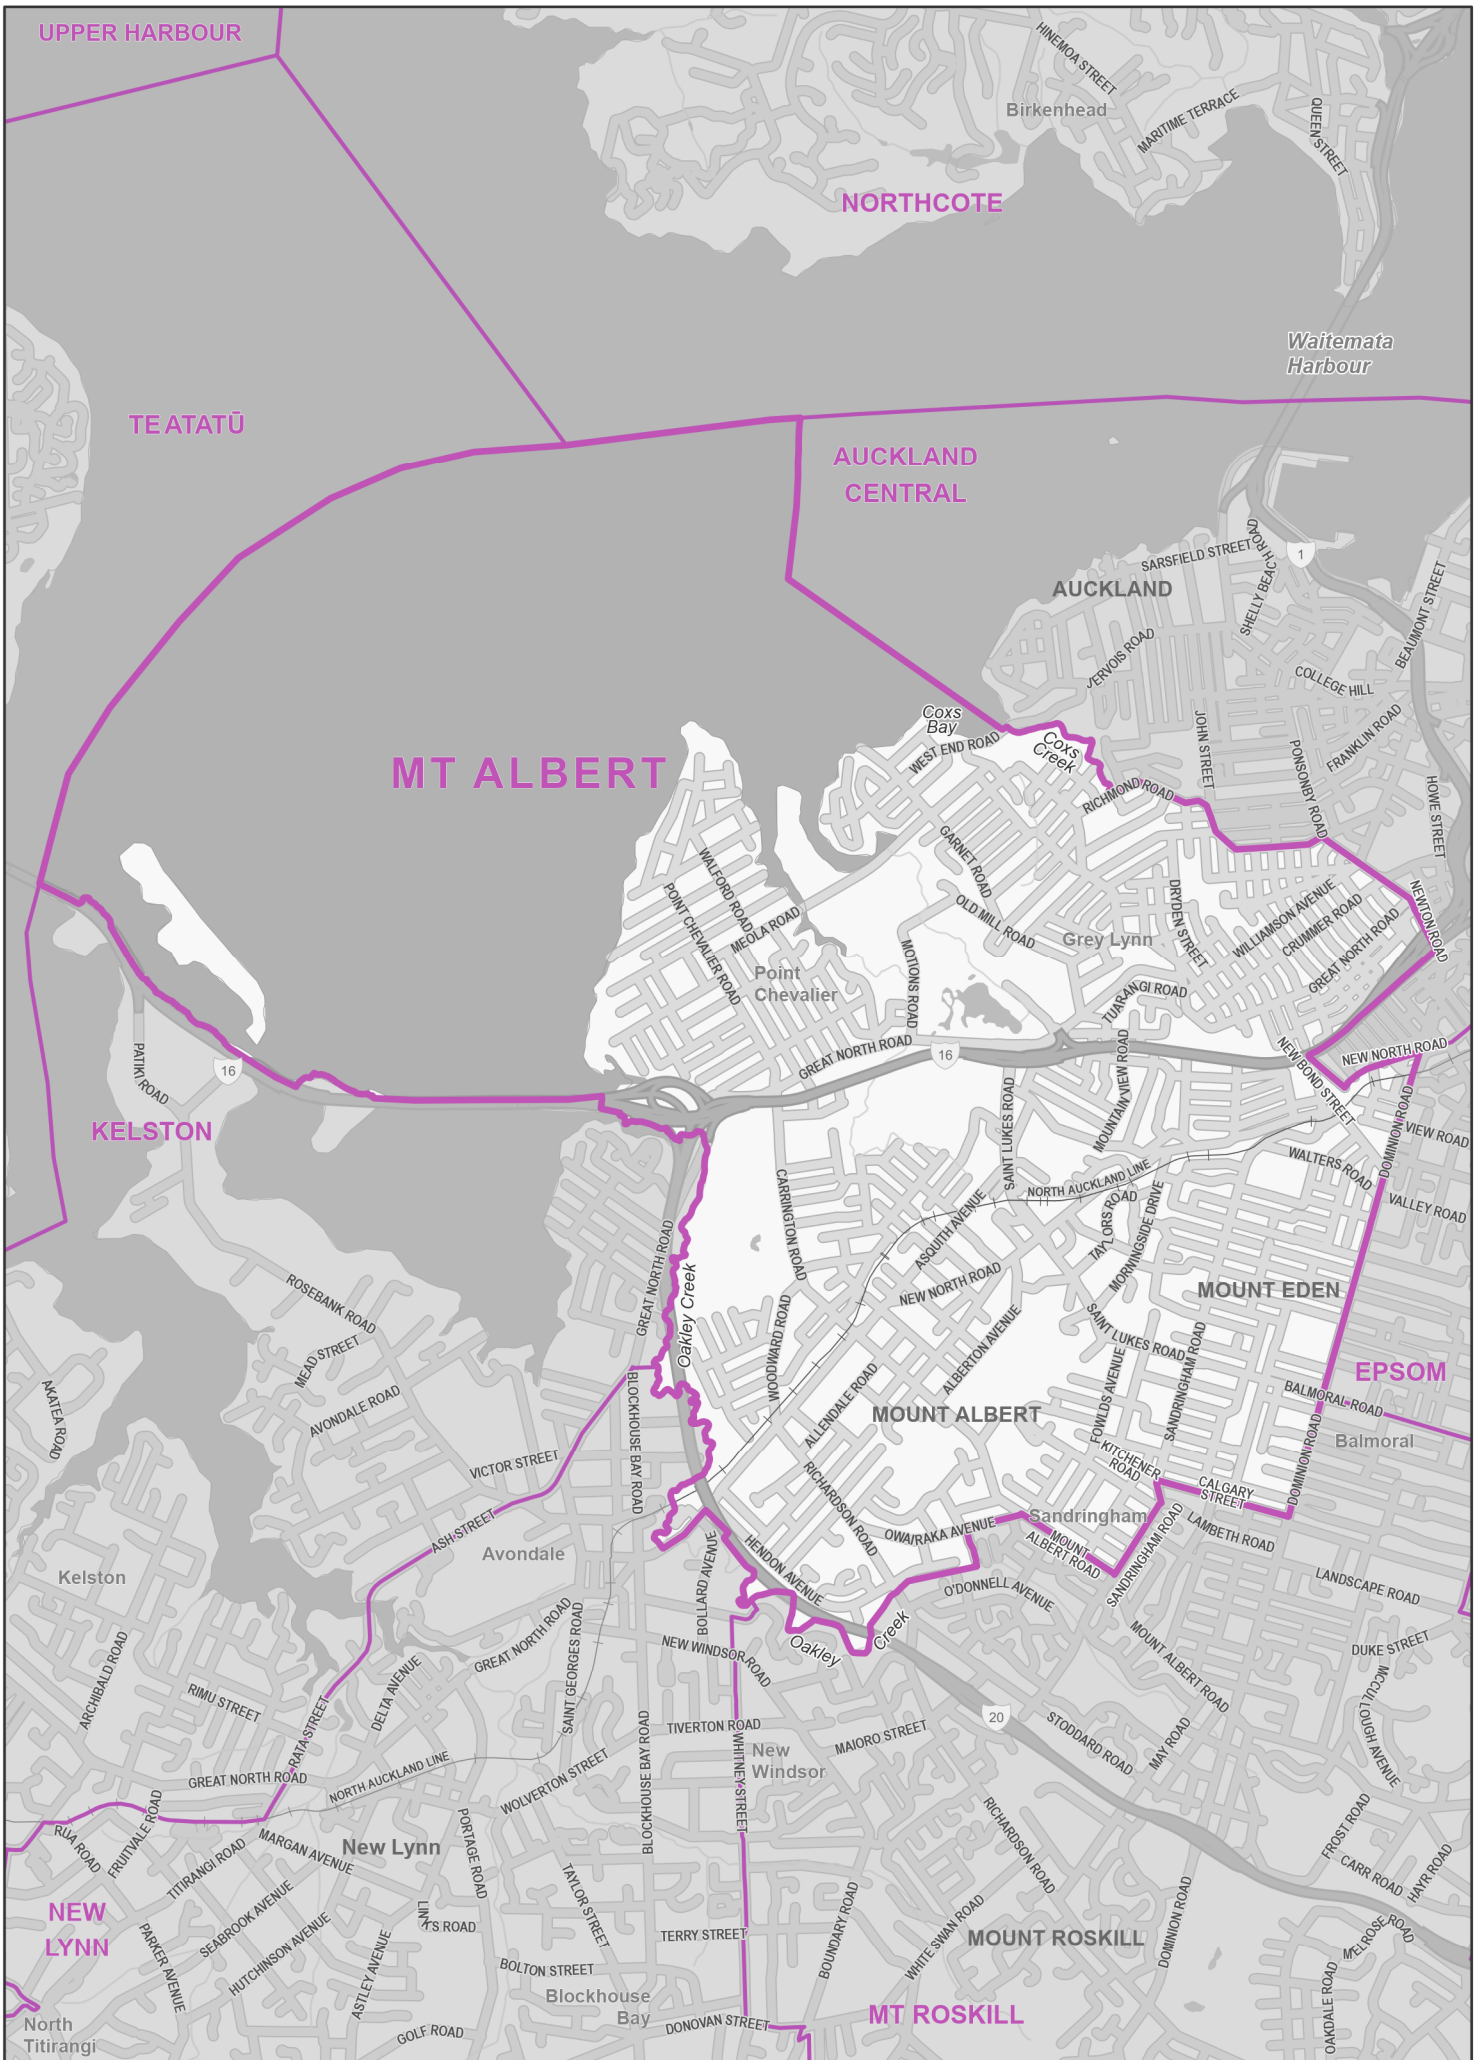 UPPER HARBOUR
HINEMOA STREET
Birkenhead
MARITIME TERRACE
QUEEN STREET
NORTHCOTE
Waitemata
Harbour
TE ATATŪ
AUCKLAND
CENTRAL
SARSFIELD STREET
SHELLY BEACH ROAD
1
AUCKLAND
BEAUMONT STREET
JERVOIS ROAD
COLLEGE HILL
Coxs
Bay
WEST END ROAD
Coxs
Creek
JOHN STREET
PONSONBY ROAD
FRANKLIN ROAD
HOWE STREET
MT ALBERT
RICHMOND ROAD
GARNET ROAD
WALFORD ROAD
POINT CHEVALIER ROAD
MEOLA ROAD
OLD MILL ROAD
DRYDEN STREET
WILLIAMSON AVENUE
CRUMMER ROAD
GREAT NORTH ROAD
NEWTON ROAD
Grey Lynn
MOTIONS ROAD
Point
Chevalier
TUARANGI ROAD
GREAT NORTH ROAD
16
NEW NORTH ROAD
NEW BOND STREET
PATIKI ROAD
16
MOUNTAIN VIEW ROAD
SAINT LUKES ROAD
DOMINION ROAD
VIEW ROAD
KELSTON
WALTERS ROAD
NORTH AUCKLAND LINE
VALLEY ROAD
CARRINGTON ROAD
TAYLORS ROAD
MORNINGSIDE DRIVE
ASQUITH AVENUE
GREAT NORTH ROAD
Oakley Creek
NEW NORTH ROAD
MOUNT EDEN
ROSEBANK ROAD
WOODWARD ROAD
ALBERTON AVENUE
SAINT LUKES ROAD
SANDRINGHAM ROAD
MEAD STREET
EPSOM
AKATEA ROAD
AVONDALE ROAD
BLOCKHOUSE BAY ROAD
ALLENDALE ROAD
MOUNT ALBERT
FOWLDS AVENUE
BALMORAL ROAD
Balmoral
VICTOR STREET
KITCHENER
ROAD
CALGARY
STREET
DOMINION ROAD
RICHARDSON ROAD
Sandringham
OWAIRAKA AVENUE
MOUNT
ALBERT ROAD
SANDRINGHAM ROAD
LAMBETH ROAD
ASH STREET
Avondale
BOLLARD AVENUE
HENDON AVENUE
Kelston
O'DONNELL AVENUE
LANDSCAPE ROAD
Oakley
Creek
GREAT NORTH ROAD
SAINT GEORGES ROAD
NEW WINDSOR ROAD
MOUNT ALBERT ROAD
DUKE STREET
MCCULLOUGH AVENUE
ARCHIBALD ROAD
RIMU STREET
DELTA AVENUE
RATA STREET
20
STODDARD ROAD
MAY ROAD
TIVERTON ROAD
MAIORO STREET
New
Windsor
WHITNEY STREET
BLOCKHOUSE BAY ROAD
GREAT NORTH ROAD
NORTH AUCKLAND LINE
WOLVERTON STREET
RUA ROAD
FRUITVALE ROAD
TITIRANGI ROAD
MARGAN AVENUE
New Lynn
PORTAGE ROAD
RICHARDSON ROAD
FROST ROAD
CARR ROAD
HAYR ROAD
NEW
LYNN
SEABROOK AVENUE
HUTCHINSON AVENUE
PARKER AVENUE
LINKS ROAD
TAYLOR STREET
TERRY STREET
BOUNDARY ROAD
WHITE SWAN ROAD
MOUNT ROSKILL
DOMINION ROAD
MELROSE ROAD
ASTLEY AVENUE
BOLTON STREET
Blockhouse
Bay
DONOVAN STREET
MT ROSKILL
OAKDALE ROAD
North
Titirangi
GOLF ROAD